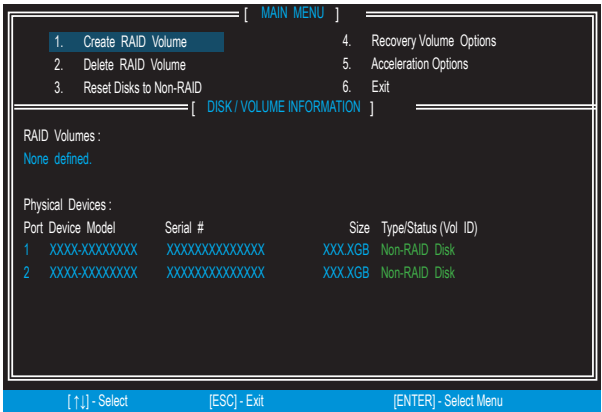 [ MAIN MENU ]
1. Create RAID Volume 4. Recovery Volume Options
2. Delete RAID Volume 5. Acceleration Options
3. Reset Disks to Non-RAID 6. Exit
[ DISK / VOLUME INFORMATION ]
RAID Volumes :
None defined.
Physical Devices :
Port Device Model Serial # Size Type/Status (Vol ID)
1 XXXX-XXXXXXXX XXXXXXXXXXXXXX XXX.XGB Non-RAID Disk
2 XXXX-XXXXXXXX XXXXXXXXXXXXXX XXX.XGB Non-RAID Disk
[↑↓] - Select [ESC] - Exit [ENTER] - Select Menu